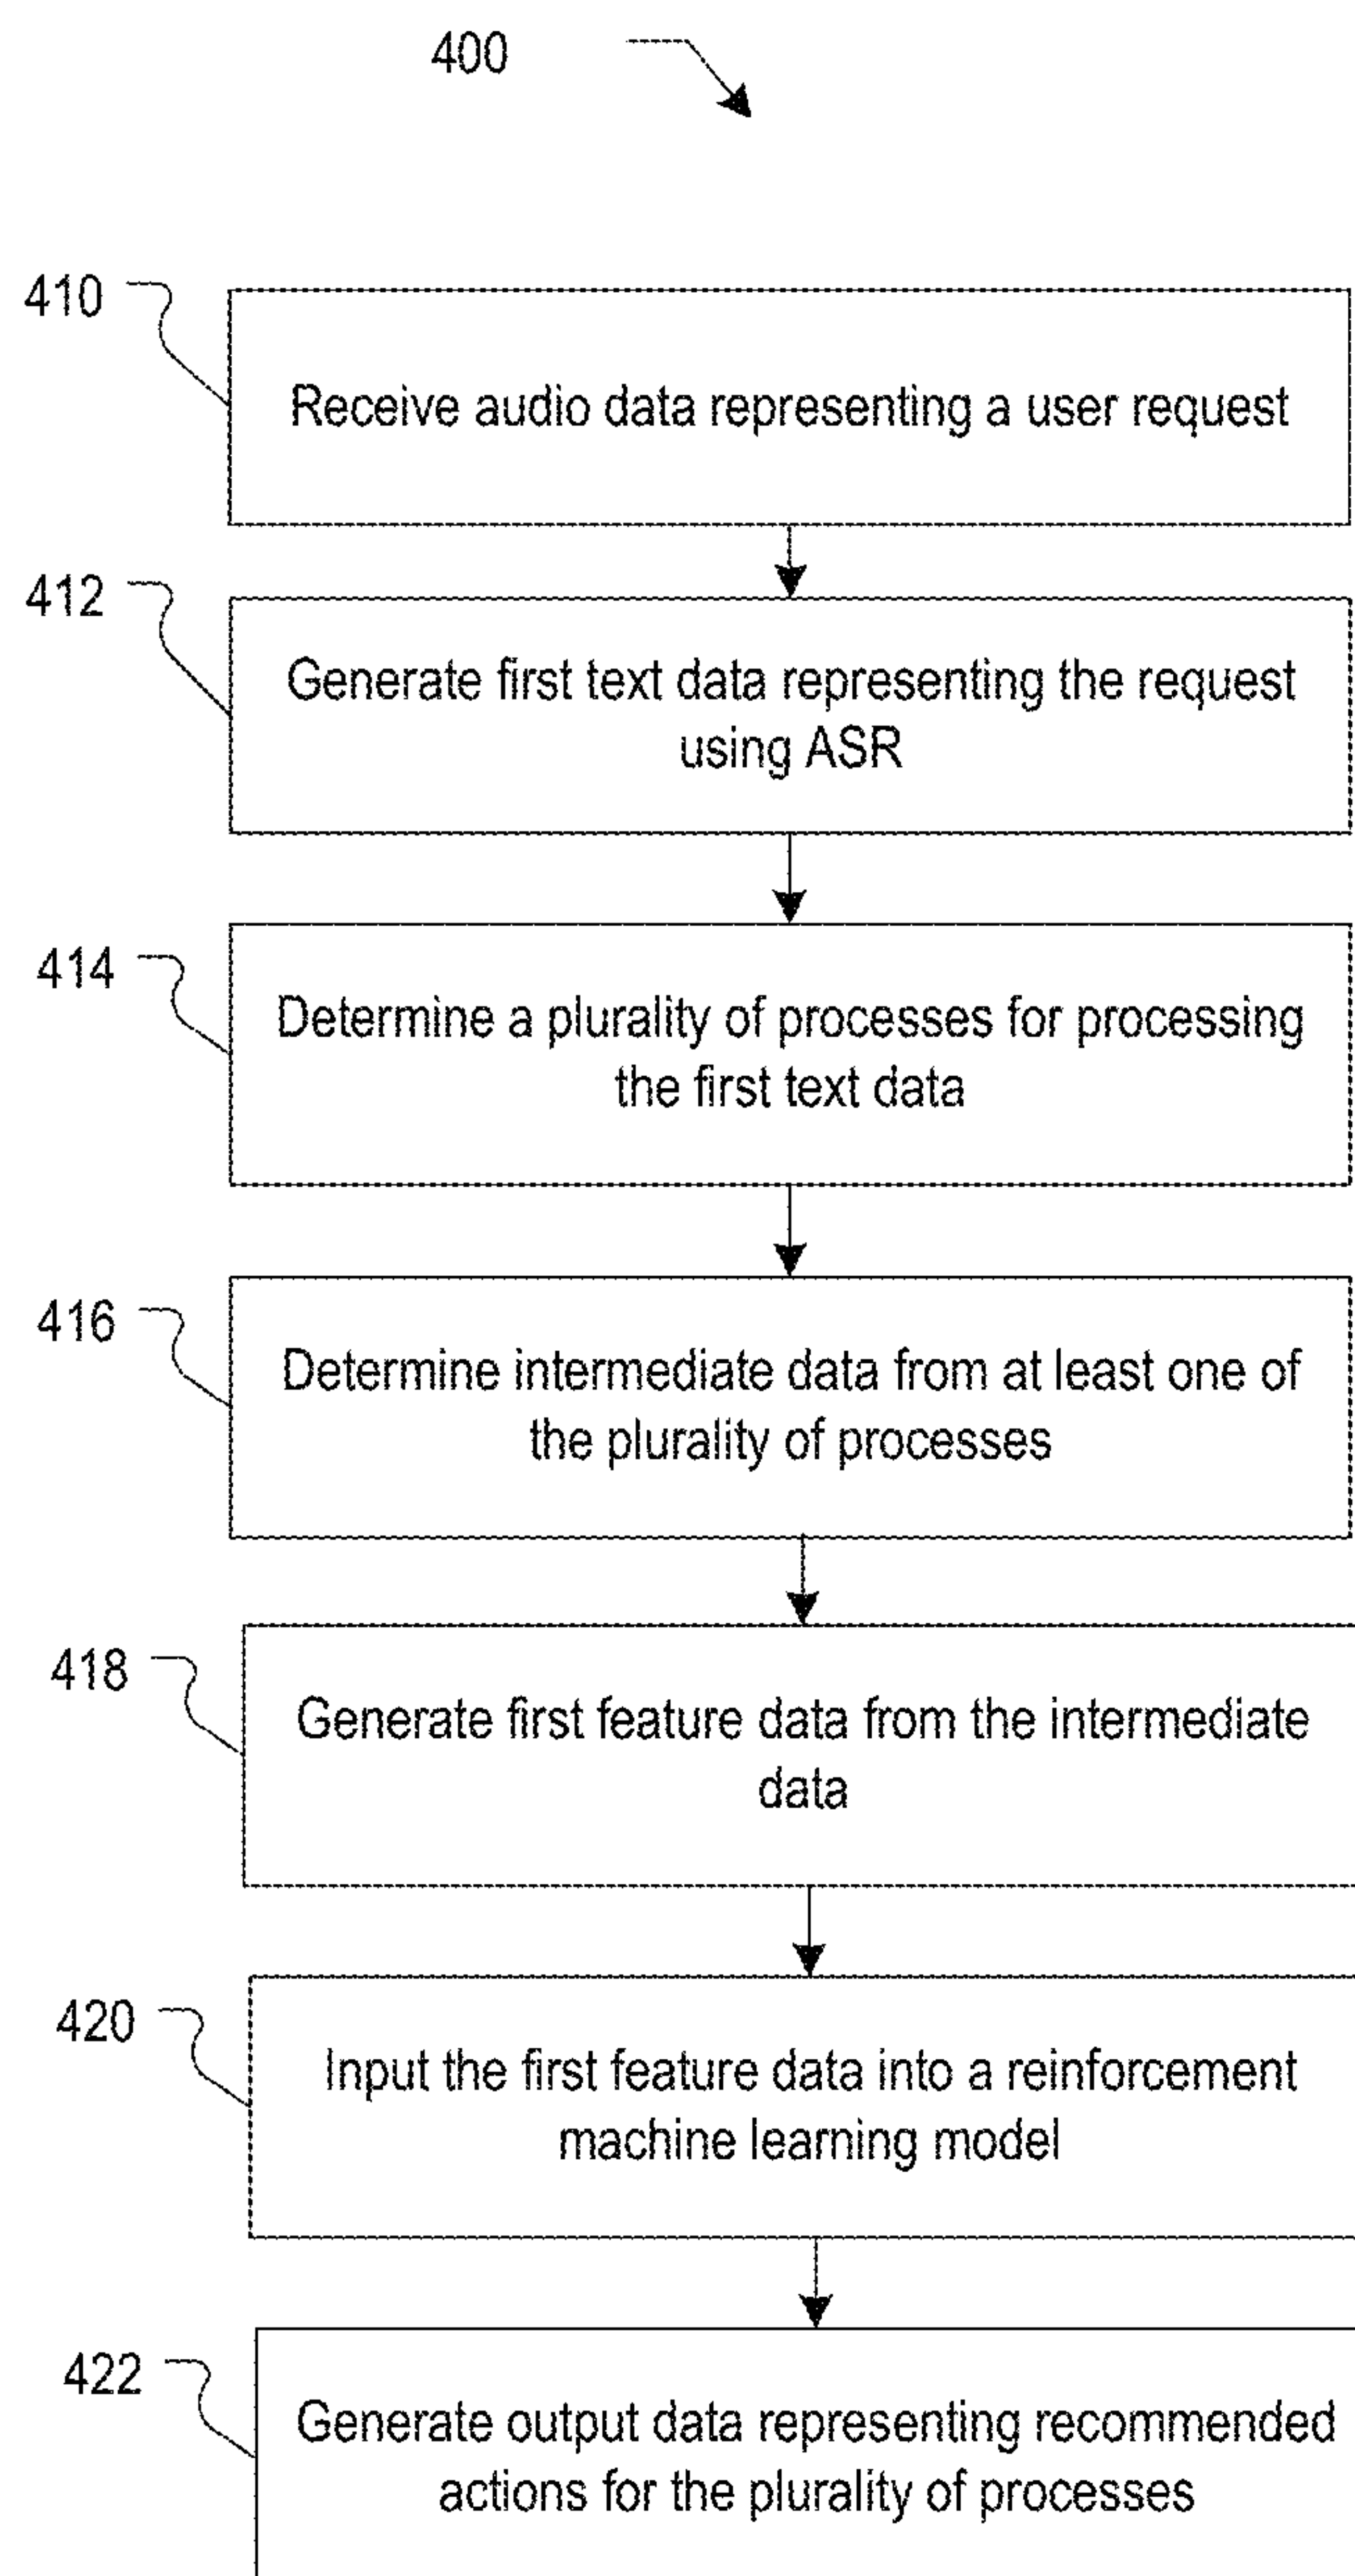 400
410
Receive audio data representing a user request
412
Generate first text data representing the request
using ASR
414
Determine a plurality of processes for processing
the first text data
416
Determine intermediate data from at least one of
the plurality of processes
418
Generate first feature data from the intermediate
data
420
Input the first feature data into a reinforcement
machine learning model
422
Generate output data representing recommended
actions for the plurality of processes